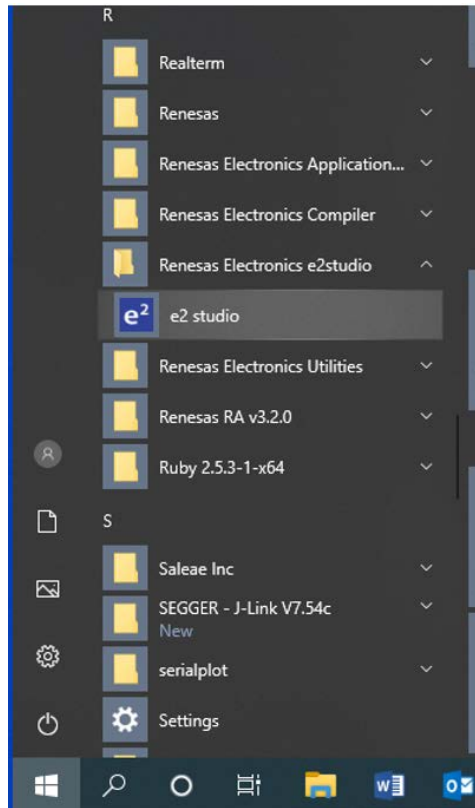 R
Realterm
Renesas
Renesas Electronics Application...
Renesas Electronics Compiler
Renesas Electronics e2studio
e2 e2 studio
Renesas Electronics Utilities
Renesas RA v3.2.0
Ruby 2.5.3-1-x64
S
Saleae Inc
SEGGER - J-Link V7.54c
New
serialplot
Settings
W
O